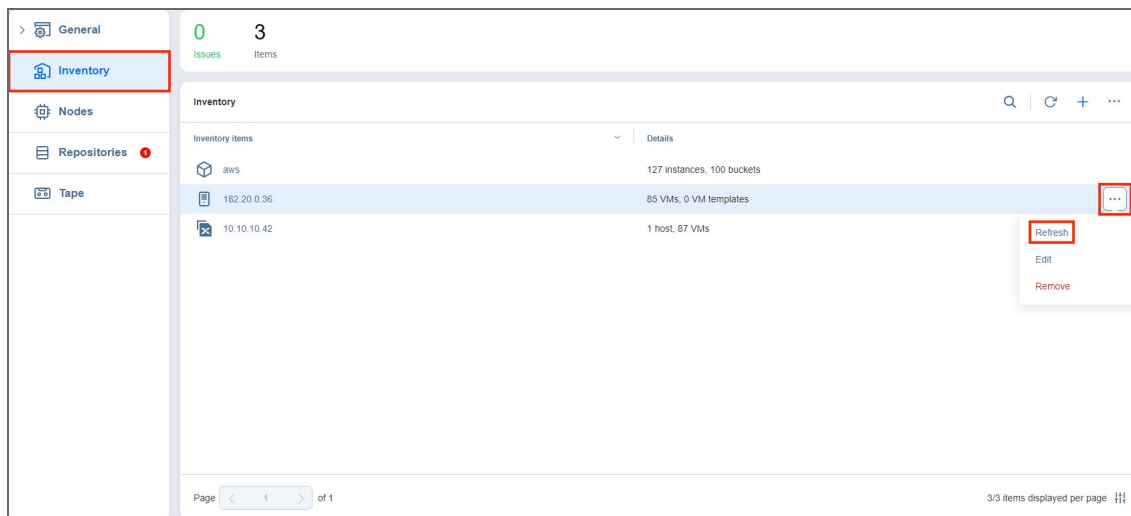 General
Inventory
Nodes
Repositories 1
Tape
0 3
Issues Items
Inventory
Inventory items Details
aws 127 instances, 100 buckets
182.20.0.36 85 VMs, 0 VM templates
10.10.10.42 1 host, 87 VMs
Refresh
Edit
Remove
Page 1 of 1 3/3 items displayed per page